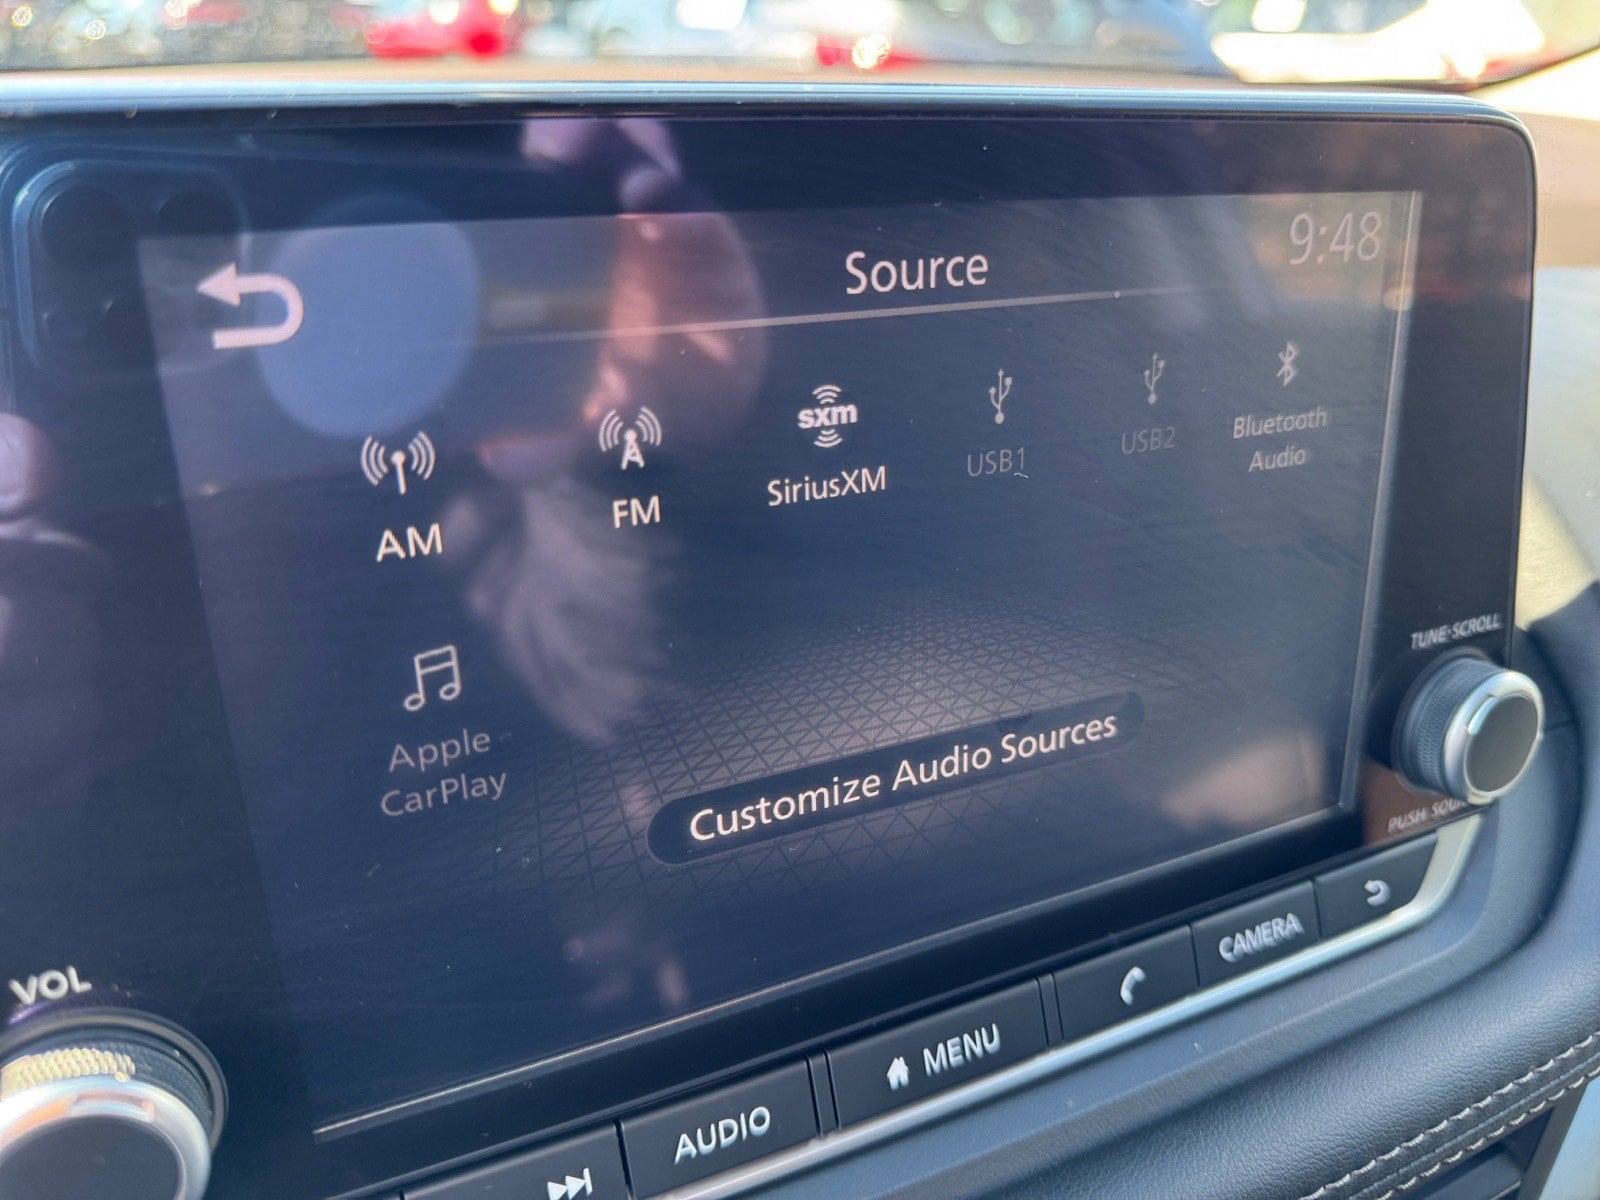 Source
9:48
AM
FM
sxm
SiriusXM
USB1
USB2
Bluetooth
Audio
Apple
CarPlay
Customize Audio Sources
TUNE·SCROLL
PUSH
VOL
AUDIO
MENU
CAMERA